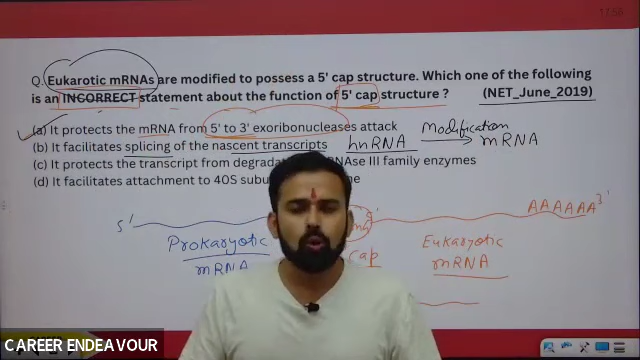 17:56
Q. Eukarotic mRNAs are modified to possess a 5' cap structure. Which one of the following
is an INCORRECT statement about the function of 5' cap structure ? (NET_June_2019)
(a) It protects the mRNA from 5' to 3' exoribonucleases attack
(b) It facilitates splicing of the nascent transcripts hnRNA Modification mRNA
(c) It protects the transcript from RNAse III family enzymes
(d) It facilitates attachment to 40S
AAAAAA 3'
5'
Prokaryotic Eukaryotic
mRNA cap mRNA
CAREER ENDEAVOUR